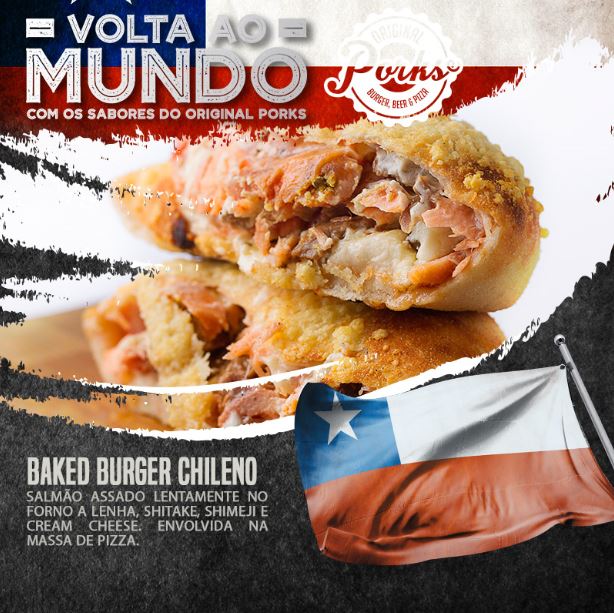 VOLTA AO
MUNDO
COM OS SABORES DO ORIGINAL PORKS
ORIGINAL
Porks
BURGER, BEER & PIZZA
BAKED BURGER CHILENO
SALMÃO ASSADO LENTAMENTE NO
FORNO A LENHA, SHITAKE, SHIMEJI E
CREAM CHEESE. ENVOLVIDA NA
MASSA DE PIZZA.